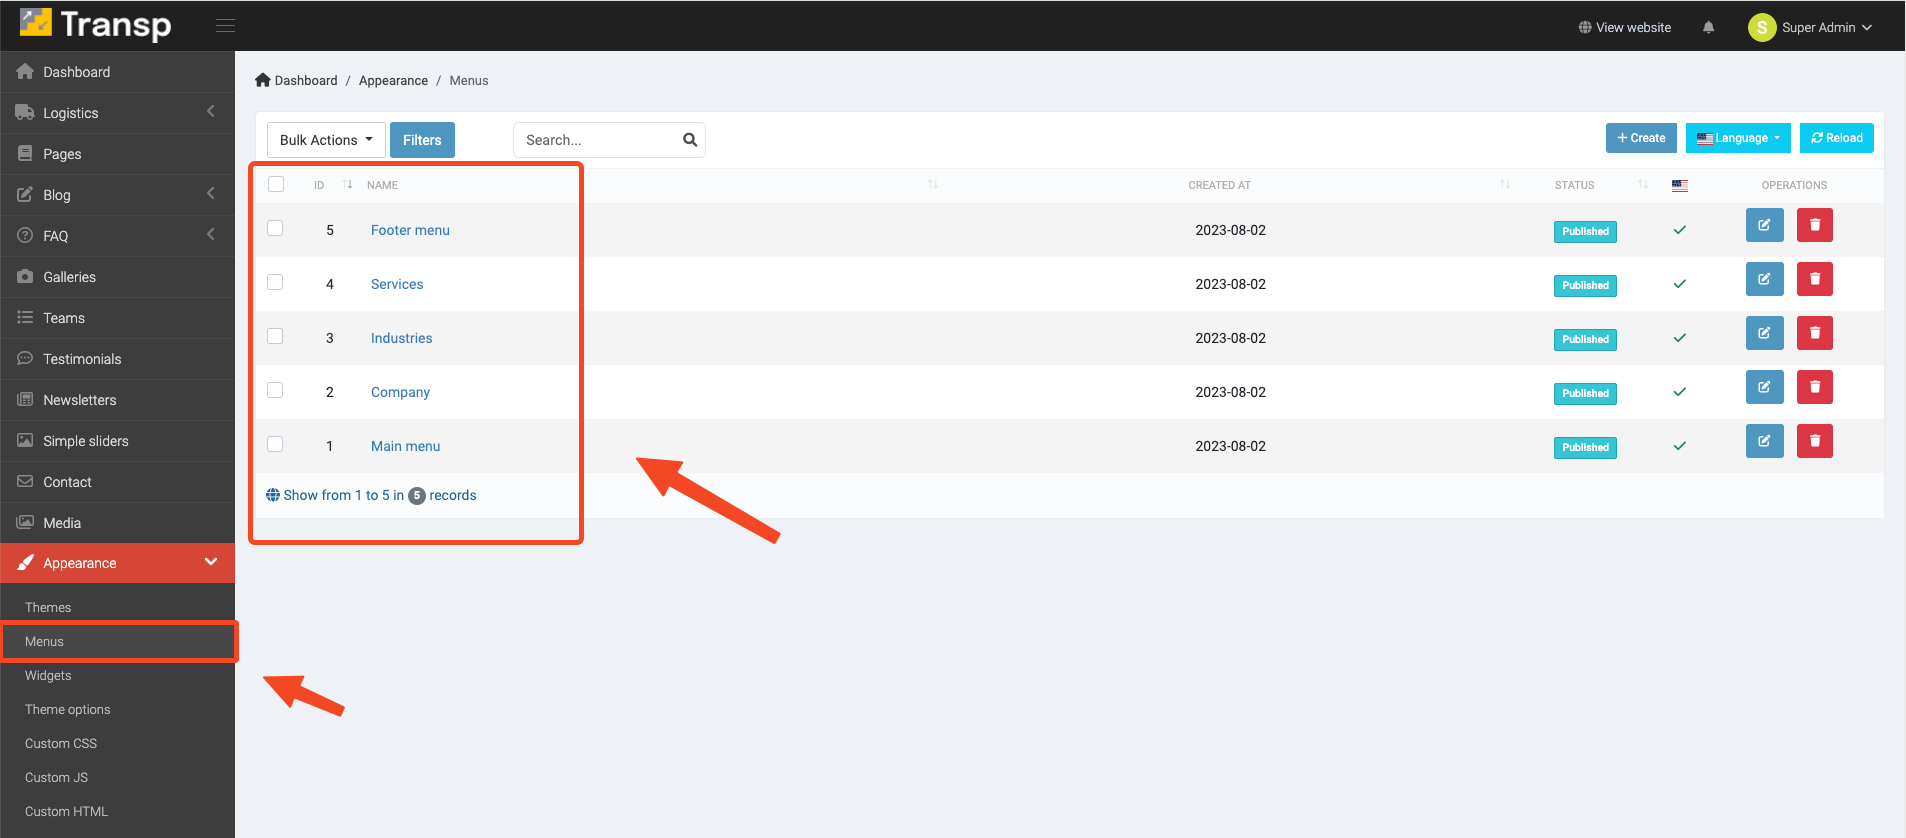 Transp
View website
S Super Admin
Dashboard
Logistics
Pages
Blog
FAQ
Galleries
Teams
Testimonials
Newsletters
Simple sliders
Contact
Media
Appearance
Themes
Menus
Widgets
Theme options
Custom CSS
Custom JS
Custom HTML
Dashboard / Appearance / Menus
Bulk Actions Filters Search... + Create Language Reload
ID NAME CREATED AT STATUS OPERATIONS
5 Footer menu 2023-08-02 Published
4 Services 2023-08-02 Published
3 Industries 2023-08-02 Published
2 Company 2023-08-02 Published
1 Main menu 2023-08-02 Published
Show from 1 to 5 in 5 records